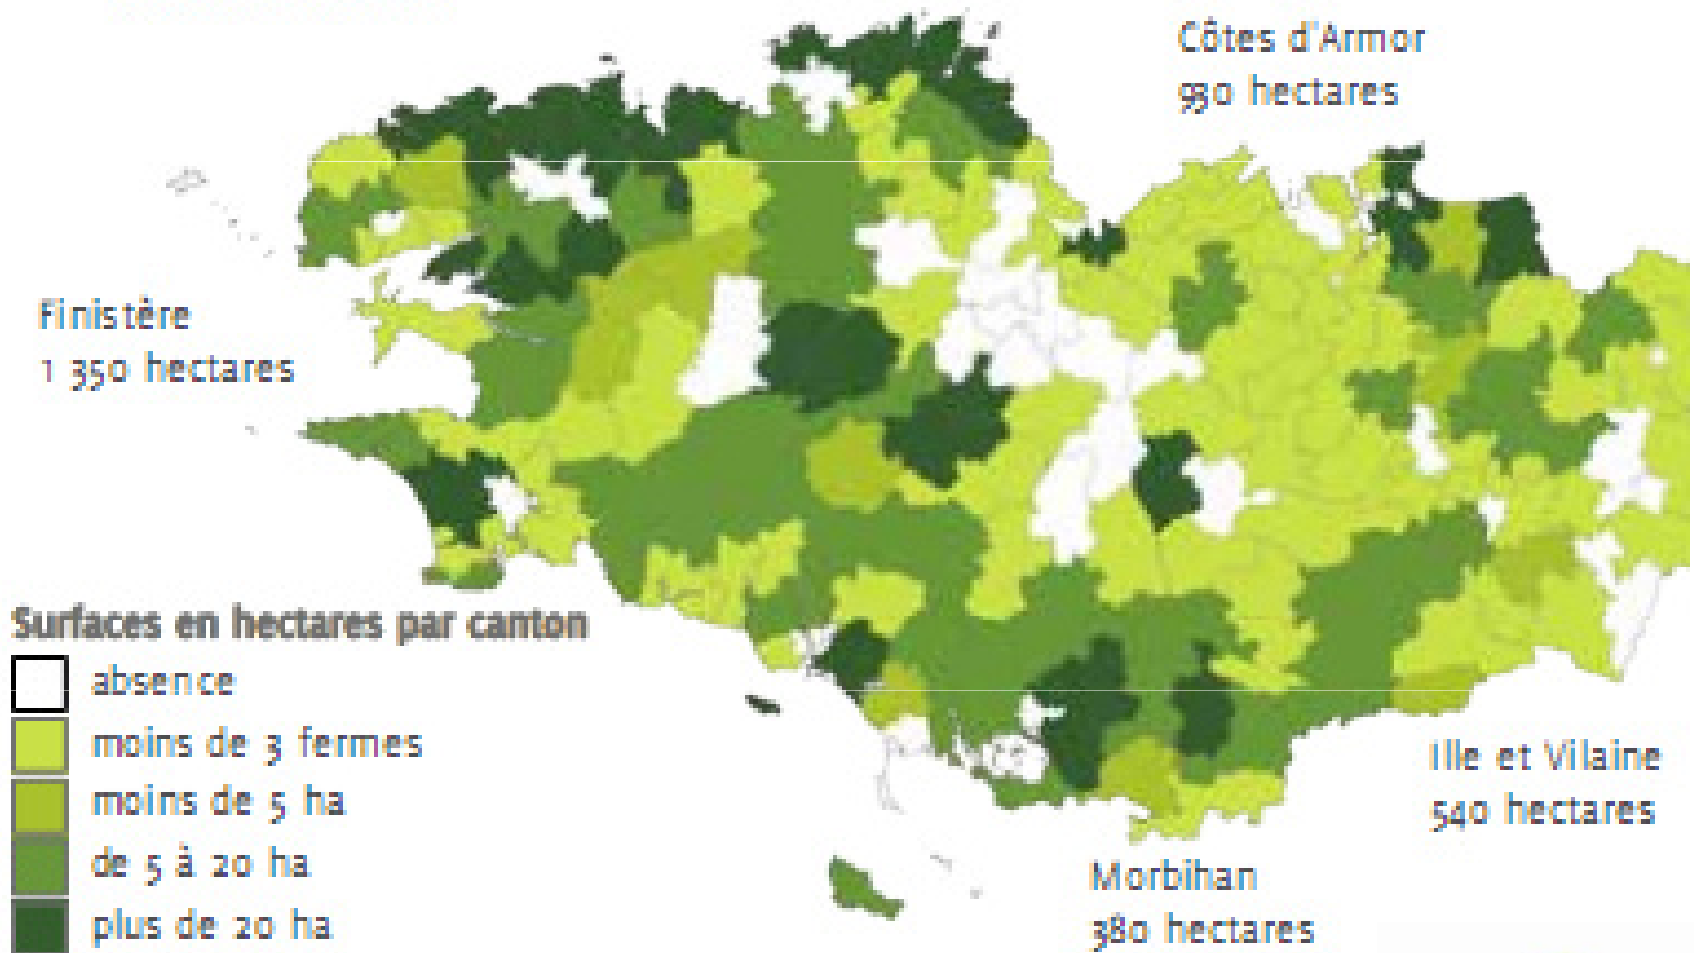 Côtes d'Armor
930 hectares
Finistère
1 350 hectares
Surfaces en hectares par canton
absence
moins de 3 fermes
moins de 5 ha
de 5 à 20 ha
plus de 20 ha
Ille et Vilaine
540 hectares
Morbihan
380 hectares